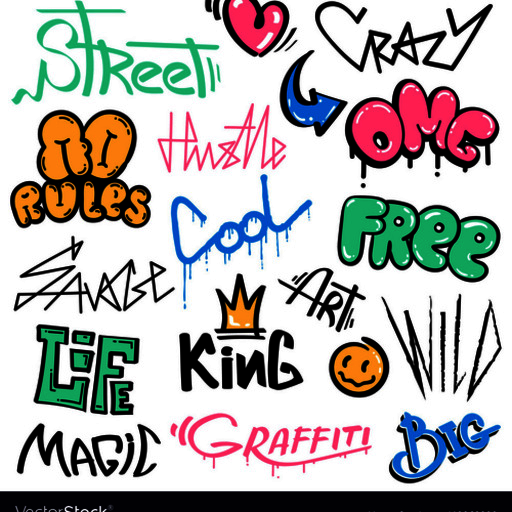 STREET
CRAZY
OMG
NO
RULES
Hustle
COOL
FREE
SAVAGE
ART
KING
WILD
LIFE
MAGIC
"GRAFFITI
BIG
VectorStock